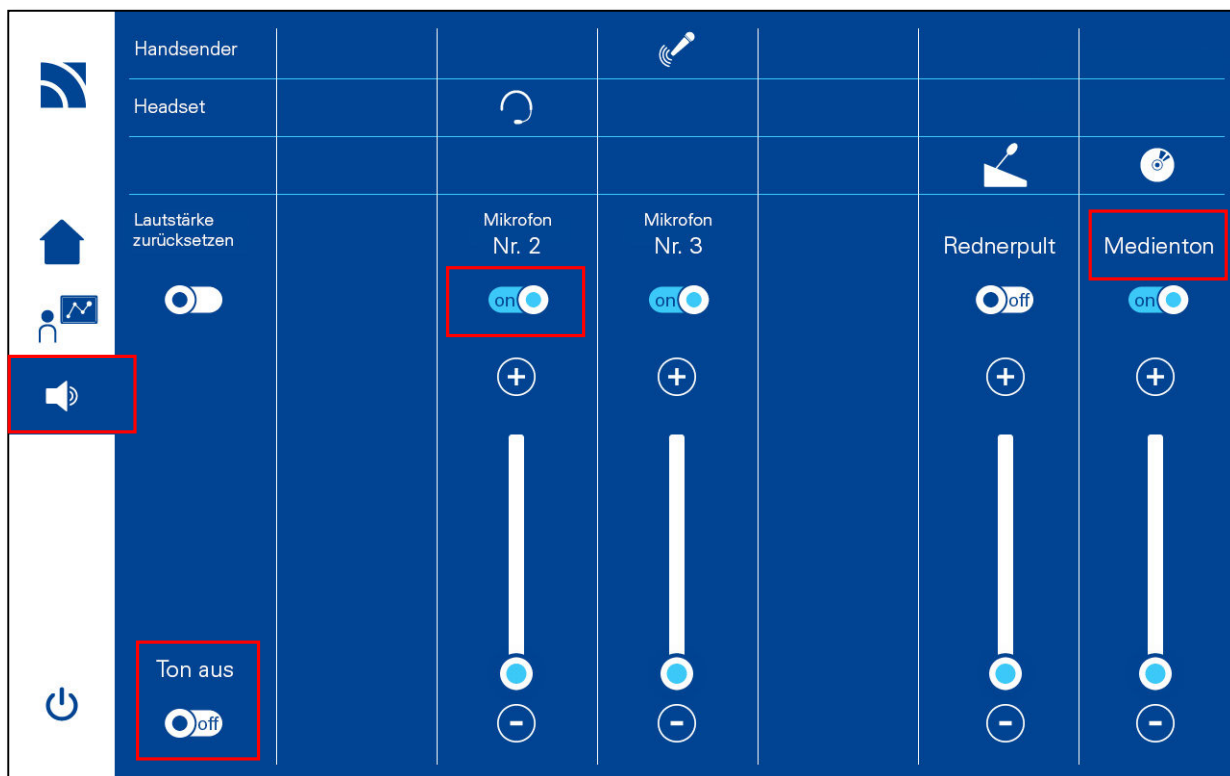 Handsender
Headset
Lautstärke
zurücksetzen
Mikrofon
Nr. 2
on
Mikrofon
Nr. 3
on
Rednerpult
off
Medienton
on
Ton aus
off